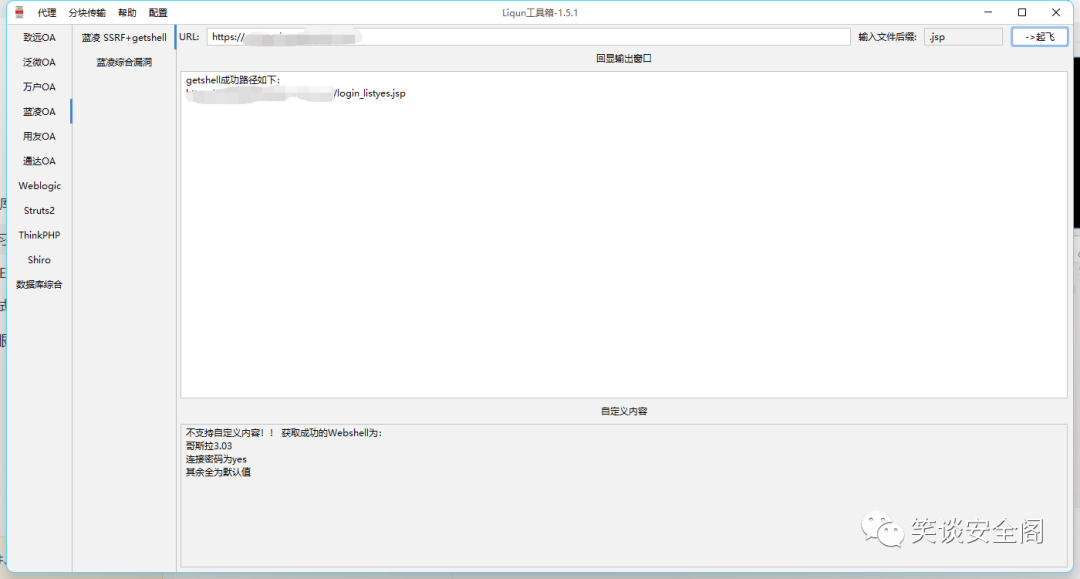 代理 分块传输 帮助 配置
Liqun工具箱-1.5.1
致远OA
泛微OA
万户OA
蓝凌OA
用友OA
通达OA
Weblogic
Struts2
ThinkPHP
Shiro
数据库综合
蓝凌 SSRF+getshell
蓝凌综合漏洞
URL: https://
输入文件后缀: .jsp
->起飞
回显输出窗口
getshell成功路径如下:
/login_listyes.jsp
自定义内容
不支持自定义内容!! 获取成功的Webshell为:
哥斯拉3.03
连接密码为yes
其余全为默认值
笑谈安全阁